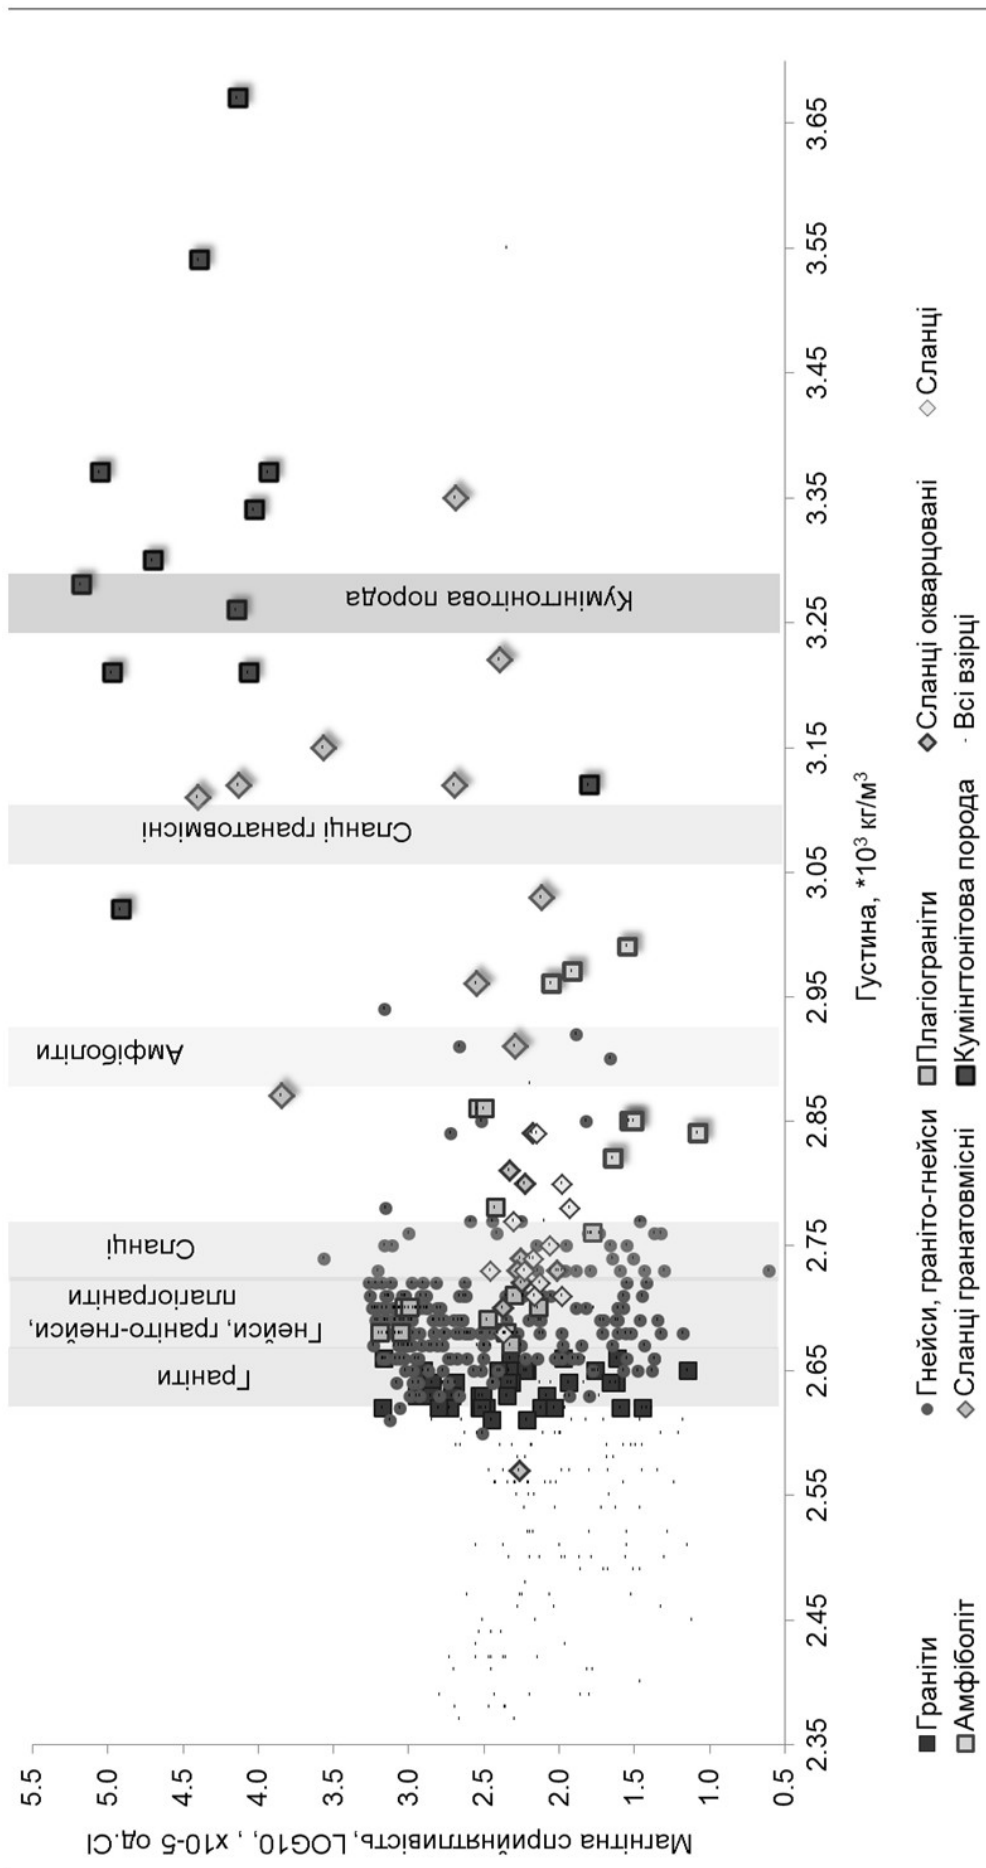 Магнітна сприйнятливість, LOG10, , x10-5 од.СІ
5.5
5.0
4.5
4.0
3.5
3.0
2.5
2.0
1.5
1.0
0.5
Граніти
Гнейси, граніто-гнейси,
плагіограніти
Сланці
Амфіболіти
Сланці гранатовмісні
Кумінгтонітова порода
2.35
2.45
2.55
2.65
2.75
2.85
2.95
3.05
3.15
3.25
3.35
3.45
3.55
3.65
Густина, *10³ кг/м³
Граніти
Гнейси, граніто-гнейси
Плагіограніти
Сланці окварцовані
Сланці
Амфіболіт
Сланці гранатовмісні
Кумінгтонітова порода
Всі взірці